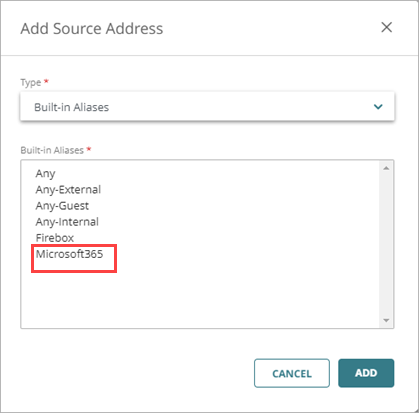 Add Source Address
Type *
Built-in Aliases
Built-in Aliases *
Any
Any-External
Any-Guest
Any-Internal
Firebox
Microsoft365
CANCEL
ADD